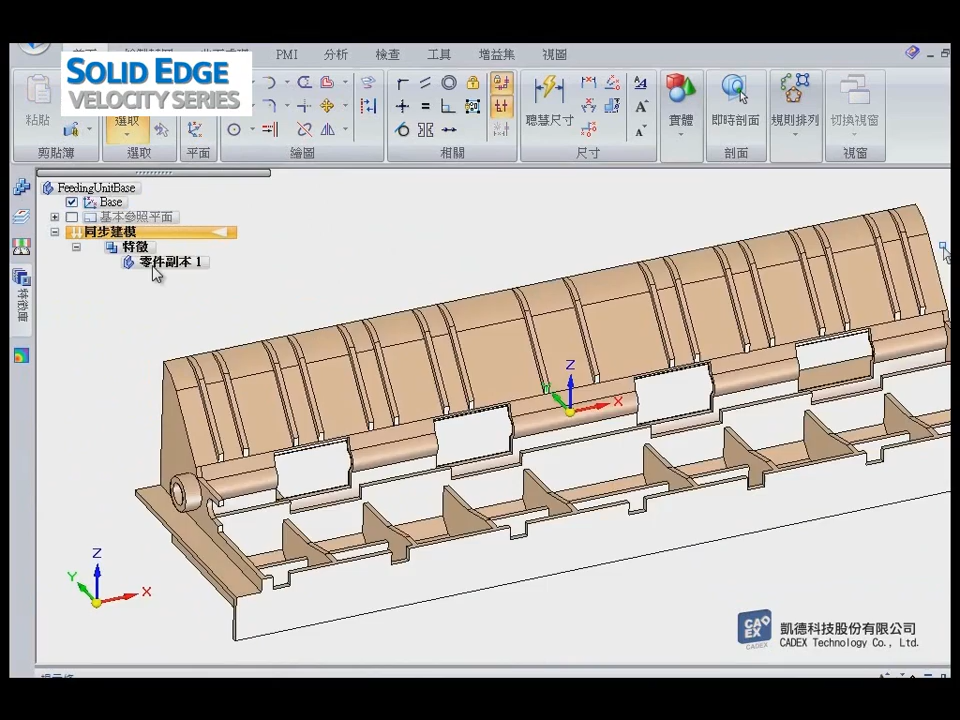 PMI 分析 檢查 工具 增益集 視圖
SOLID EDGE
VELOCITY SERIES
粘貼
選取
聰慧尺寸
實體
即時剖面
規則排列
切換視窗
剪貼簿 選取 平面 繪圖 相關 尺寸 剖面 視窗
FeedingUnitBase
Base
基本參照平面
同步建模
特徵
零件副本 1
特徵庫
Z
Y
X
Z
Y
X
CADEX
CADEX
凱德科技股份有限公司
CADEX Technology Co., Ltd.